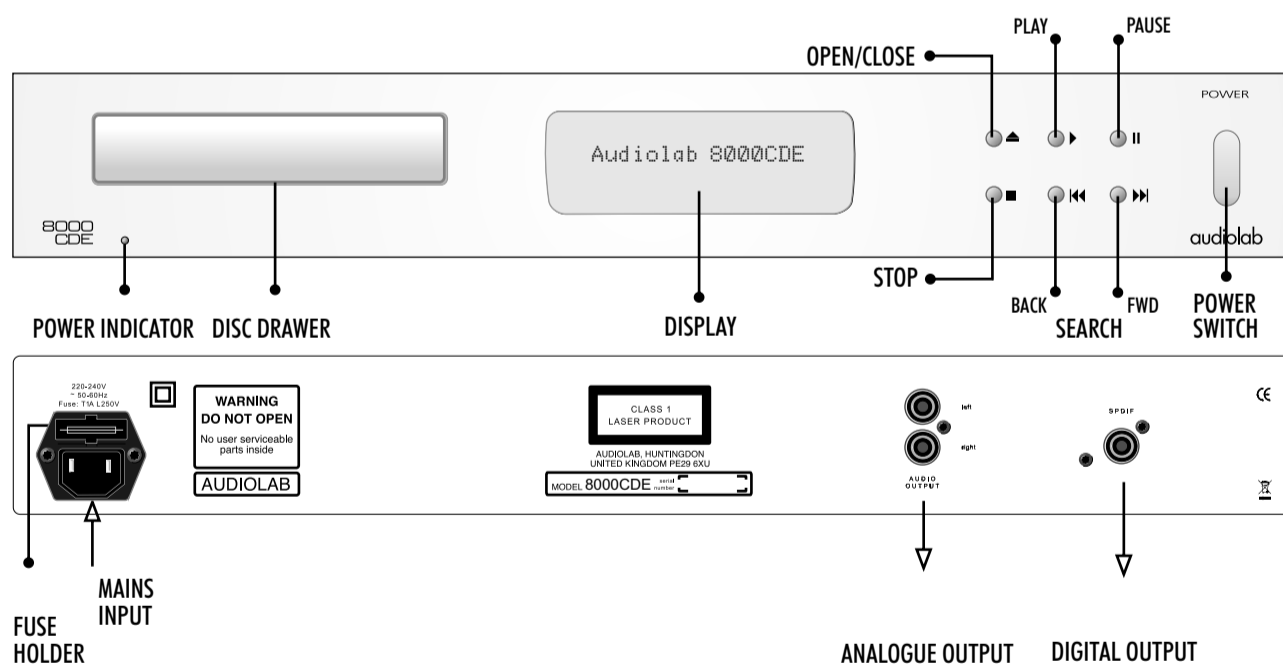 PLAY
PAUSE
OPEN/CLOSE
POWER
Audiolab 8000CDE
8000
CDE
audiolab
STOP
BACK
FWD
POWER INDICATOR
DISC DRAWER
DISPLAY
SEARCH
POWER
SWITCH
220-240V
~ 50-60Hz
Fuse: T1A L250V
WARNING
DO NOT OPEN
No user serviceable
parts inside
AUDIOLAB
CLASS 1
LASER PRODUCT
AUDIOLAB, HUNTINGDON
UNITED KINGDOM PE29 6XU
MODEL 8000CDE serial
number
left
right
AUDIO
OUTPUT
SPDIF
CE
MAINS
INPUT
FUSE
HOLDER
ANALOGUE OUTPUT
DIGITAL OUTPUT